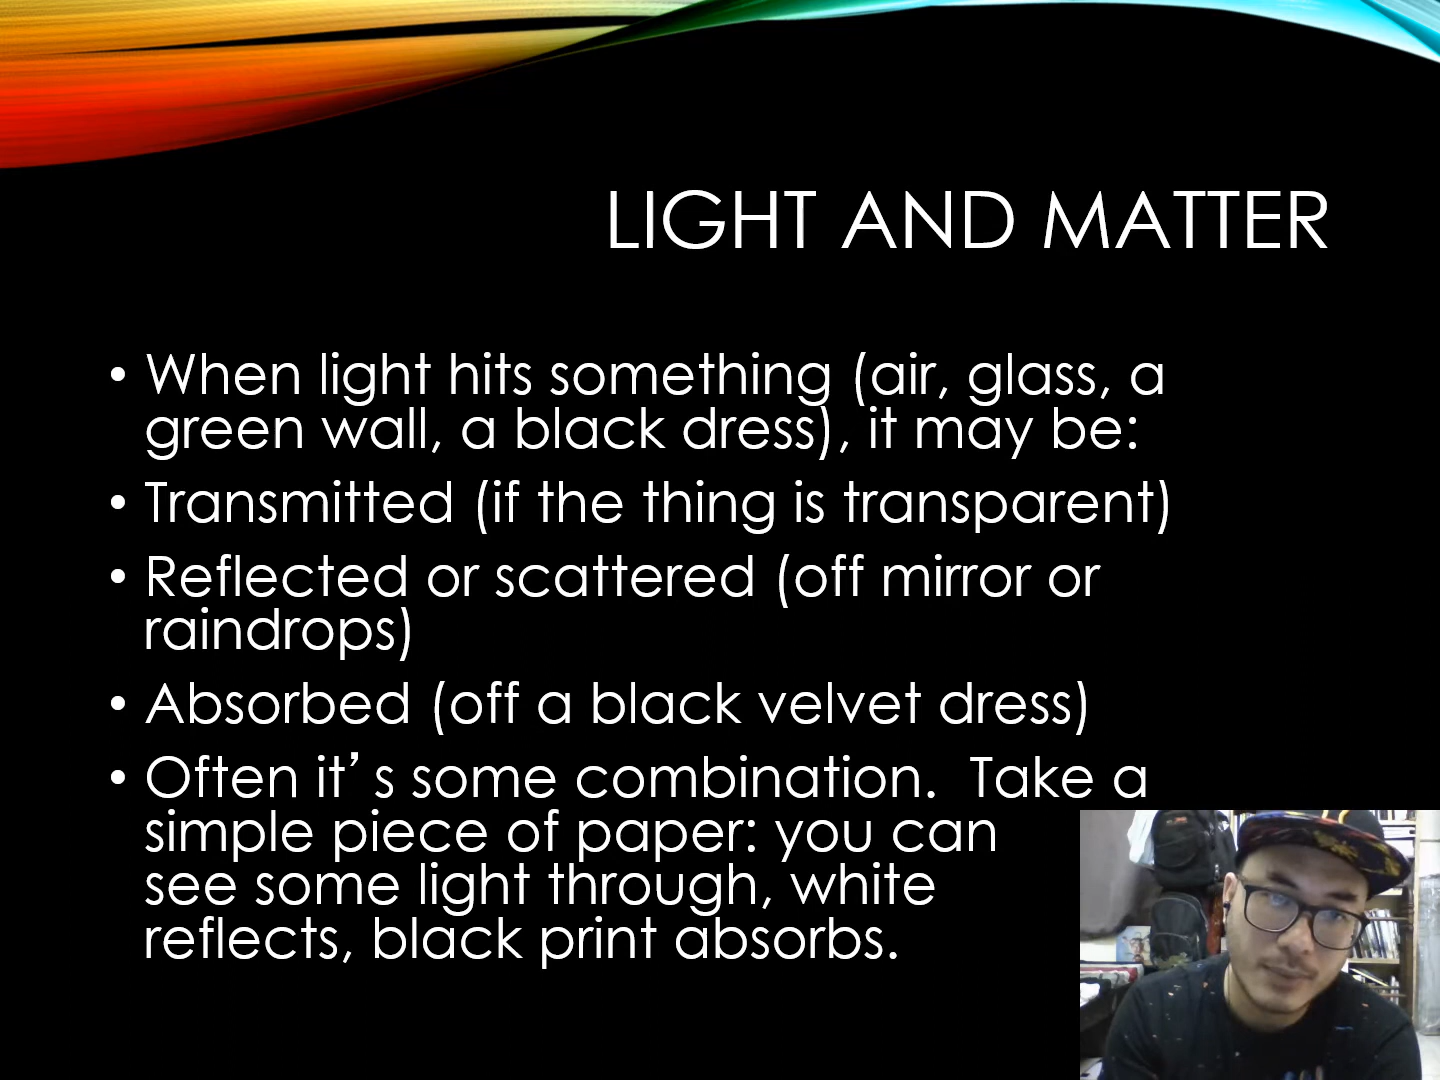 LIGHT AND MATTER
• When light hits something (air, glass, a
green wall, a black dress), it may be:
• Transmitted (if the thing is transparent)
• Reflected or scattered (off mirror or
raindrops)
• Absorbed (off a black velvet dress)
• Often it’s some combination.  Take a
simple piece of paper: you can
see some light through, white
reflects, black print absorbs.